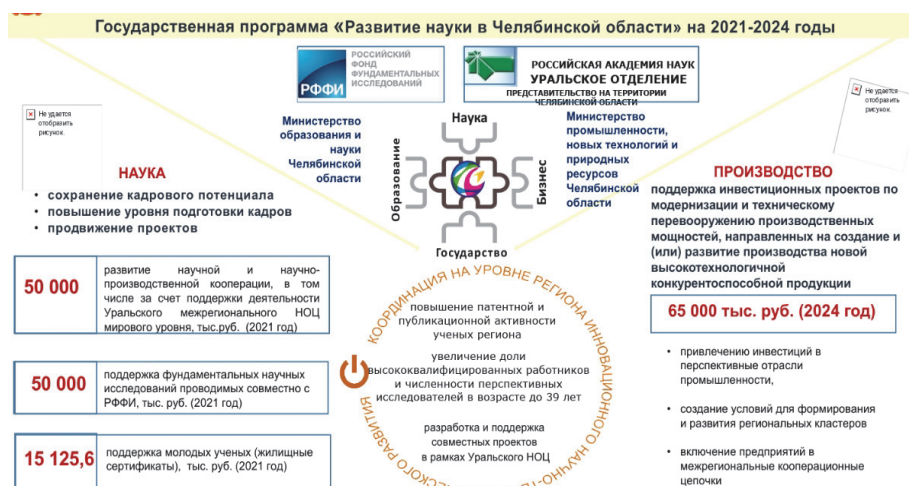 Государственная программа «Развитие науки в Челябинской области» на 2021-2024 годы
РОССИЙСКИЙ
ФОНД
ФУНДАМЕНТАЛЬНЫХ
ИССЛЕДОВАНИЙ
РФФИ
РОССИЙСКАЯ АКАДЕМИЯ НАУК
УРАЛЬСКОЕ ОТДЕЛЕНИЕ
ПРЕДСТАВИТЕЛЬСТВО НА ТЕРРИТОРИИ
ЧЕЛЯБИНСКОЙ ОБЛАСТИ
Не удается
отобразить
рисунок.
НАУКА
• сохранение кадрового потенциала
• повышение уровня подготовки кадров
• продвижение проектов
50 000
развитие научной и научно-
производственной кооперации, в том
числе за счет поддержки деятельности
Уральского межрегионального НОЦ
мирового уровня, тыс.руб. (2021 год)
50 000
поддержка фундаментальных научных
исследований проводимых совместно с
РФФИ, тыс. руб. (2021 год)
15 125,6
поддержка молодых ученых (жилищные
сертификаты), тыс. руб. (2021 год)
Министерство
образования и
науки
Челябинской
области
Наука
Образование
Бизнес
Государство
Министерство
промышленности,
новых технологий и
природных
ресурсов
Челябинской
области
КООРДИНАЦИЯ НА УРОВНЕ РЕГИОНА ИННОВАЦИОННОГО НАУЧНО-ТЕ
РАЗВИТИЯ
повышение патентной и
публикационной активности
ученых региона
увеличение доли
высококвалифицированных работников
и численности перспективных
исследователей в возрасте до 39 лет
разработка и поддержка
совместных проектов
в рамках Уральского НОЦ
Не удается
отобразить
рисунок.
ПРОИЗВОДСТВО
поддержка инвестиционных проектов по
модернизации и техническому
перевооружению производственных
мощностей, направленных на создание и
(или) развитие производства новой
высокотехнологичной
конкурентоспособной продукции
65 000 тыс. руб. (2024 год)
• привлечению инвестиций в
перспективные отрасли
промышленности,
• создание условий для формирования
и развития региональных кластеров
• включение предприятий в
межрегиональные кооперационные
цепочки